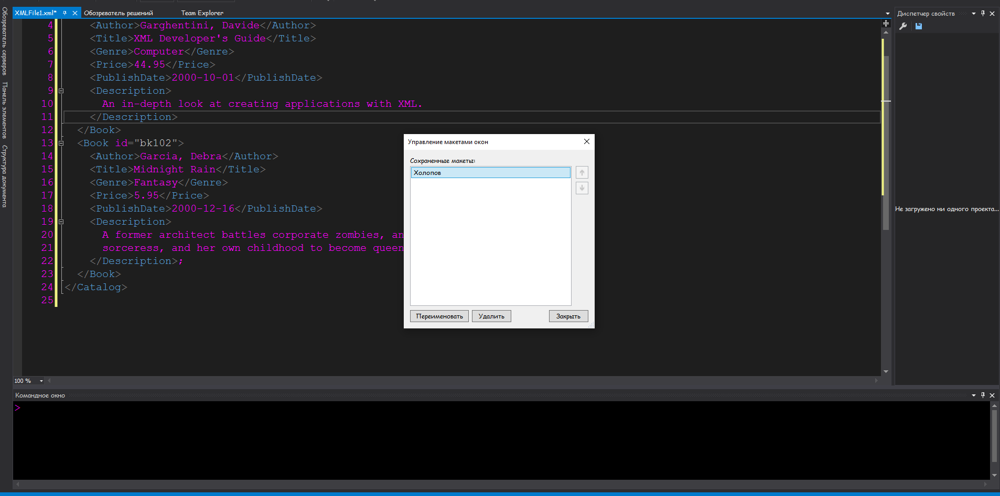 XMLFile1.xml*
Обозреватель решений
Team Explorer
Обозреватель серверов
Панель элементов
Структура документа
4 <Author>Garghentini, Davide</Author>
5 <Title>XML Developer's Guide</Title>
6 <Genre>Computer</Genre>
7 <Price>44.95</Price>
8 <PublishDate>2000-10-01</PublishDate>
9 <Description>
10 An in-depth look at creating applications with XML.
11 </Description>
12 </Book>
13 <Book id="bk102">
14 <Author>Garcia, Debra</Author>
15 <Title>Midnight Rain</Title>
16 <Genre>Fantasy</Genre>
17 <Price>5.95</Price>
18 <PublishDate>2000-12-16</PublishDate>
19 <Description>
20 A former architect battles corporate zombies, an
21 sorceress, and her own childhood to become queen
22 </Description>;
23 </Book>
24 </Catalog>
25
Управление макетами окон
Сохраненные макеты:
Холопов
Переименовать
Удалить
Закрыть
Диспетчер свойств
Не загружено ни одного проекта...
100 %
Командное окно
>